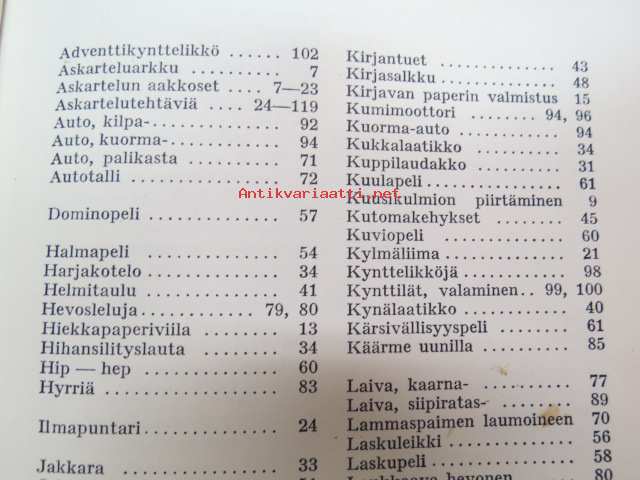 Adventtikynttelikkö ...... 102
Askarteluarkku ......... 7
Askartelun aakkoset ... 7—23
Askartelutehtäviä .... 24—119
Auto, kilpa- ............ 92
Auto, kuorma- ......... 94
Auto, palikasta ......... 71
Autotalli ............... 72
Dominopeli ............ 57
Halmapeli ............... 54
Harjakotelo ............ 34
Helmitaulu ............ 41
Hevosleluja ......... 79, 80
Hiekkapaperiviila ...... 13
Hihansilityslauta ...... 34
Hip — hep ............ 60
Hyrriä .................. 83
Ilmapuntari ............ 24
Jakkara ............... 33
Kirjantuet ............ 43
Kirjasalkku ............ 48
Kirjavan paperin valmistus 15
Kumimoottori ...... 94, 96
Kuorma-auto ............ 94
Kukkalaatikko ......... 34
Kuppilaudakko ......... 31
Kuulapeli ............... 61
Kuusikulmion piirtäminen 9
Kutomakehykset ...... 45
Kuviopeli ............... 60
Kylmäliima ............ 21
Kynttelikköjä ......... 98
Kynttilät, valaminen.. 99, 100
Kynälaatikko ............ 40
Kärsivällisyyspeli ...... 61
Käärme uunilla ......... 85
Laiva, kaarna- ......... 77
Laiva, siipiratas- ...... 89
Lammaspaimen laumoineen 70
Laskuleikki ............ 56
Laskupeli ............... 58
Antikvariaatti.net